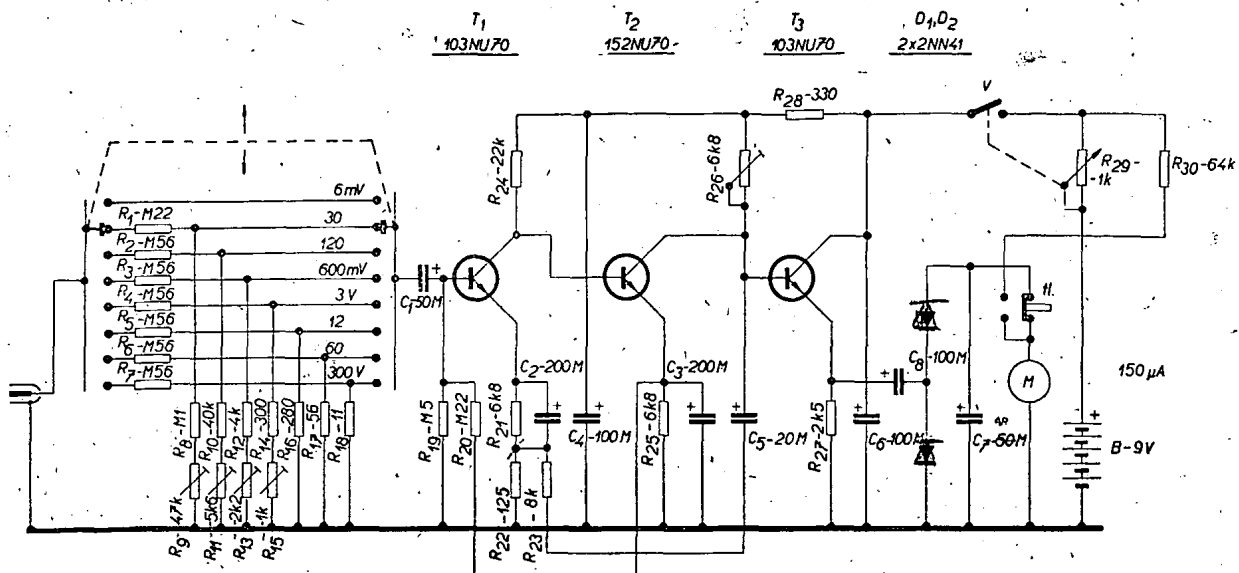 T1
103NU70
T2
152NU70
T3
103NU70
D1,D2
2x2NN41
V
R28-330
R24-22k
R26-6k8
R29-1k
R30-64k
6mV
R1-M22
30
R2-M56
120
R3-M56
600mV
R4-M56
3V
R5-M56
12
R6-M56
60
R7-M56
300V
C1-50M
+
C2-200M
+
C3-200M
+
C8-100M
+
M
150 µA
tl.
R8-M1
R10-40k
R12-4k
R14-300
R16-280
R17-56
R18-11
R19-M5
R20-M22
R21-6k8
C4-100M
+
R25-6k8
C5-20M
+
R27-2k5
C6-100M
+
C7-50M
+
B-9V
+
R9-47k
R11-5k6
R13-2k2
R15-1k
R22-125
R23-8k